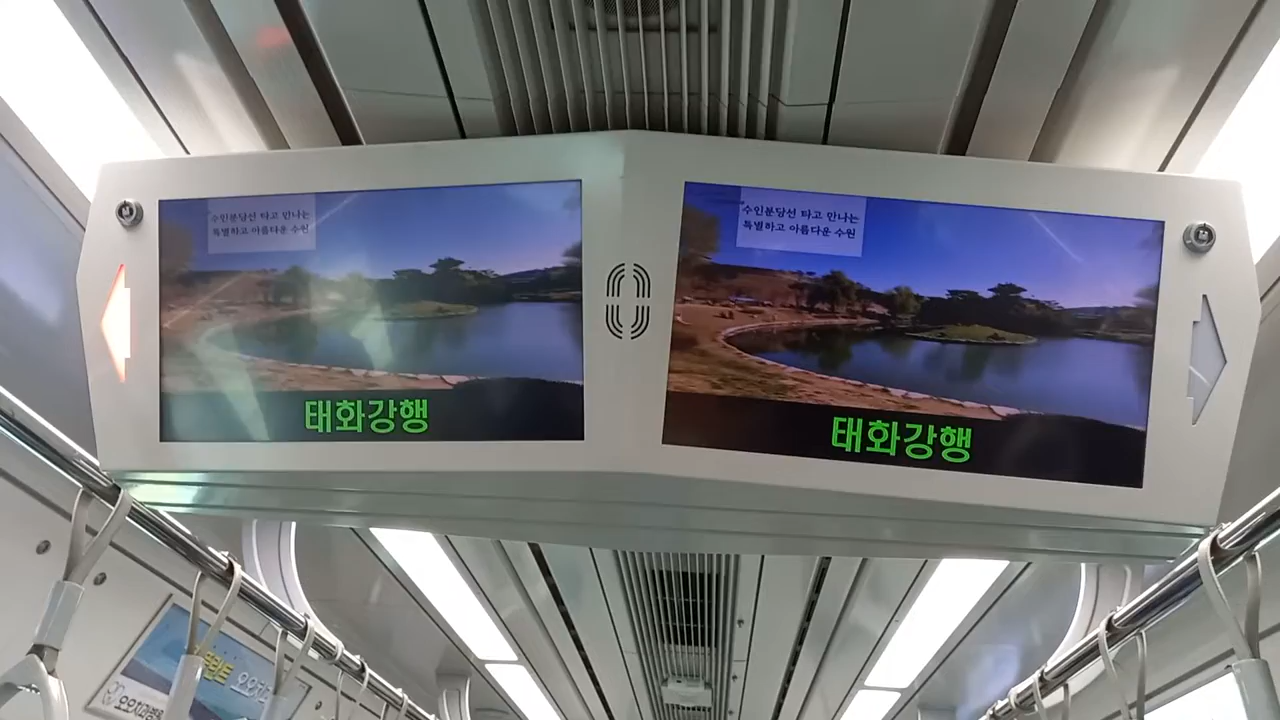 수인분당선 타고 만나는
특별하고 아름다운 수원
태화강행
수인분당선 타고 만나는
특별하고 아름다운 수원
태화강행